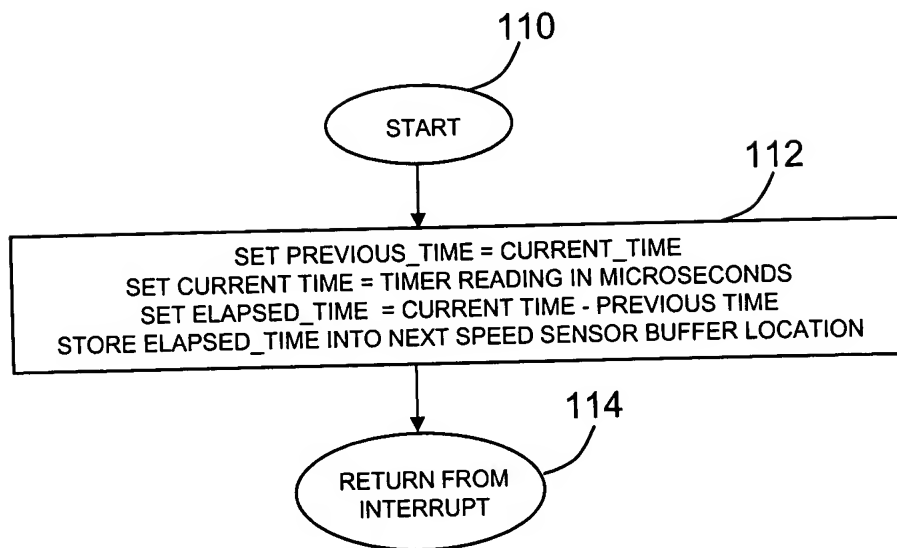 110
START
112
SET PREVIOUS_TIME = CURRENT_TIME
SET CURRENT TIME = TIMER READING IN MICROSECONDS
SET ELAPSED_TIME = CURRENT TIME - PREVIOUS TIME
STORE ELAPSED_TIME INTO NEXT SPEED SENSOR BUFFER LOCATION
114
RETURN FROM
INTERRUPT